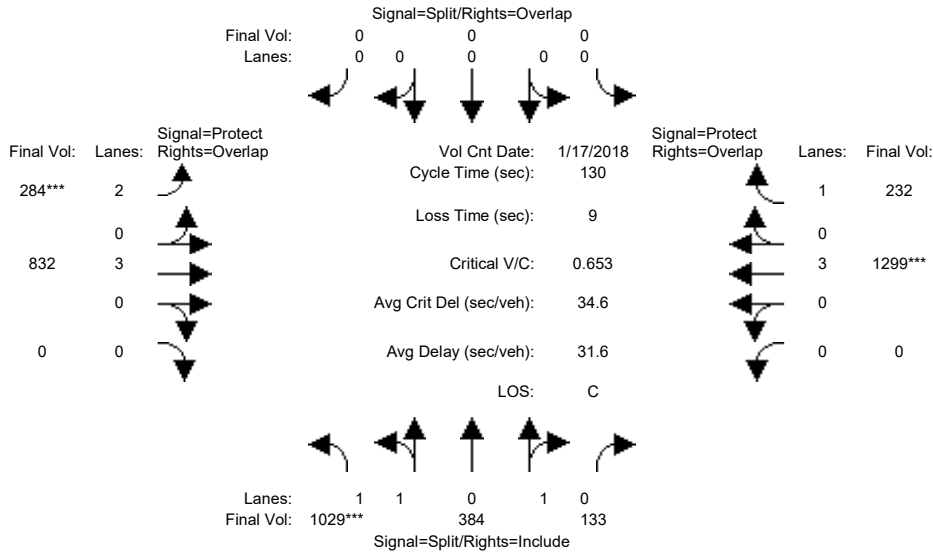 Signal=Split/Rights=Overlap
Final Vol: 0 0 0
Lanes: 0 0 0 0 0
Signal=Protect Signal=Protect
Final Vol: Lanes: Rights=Overlap Vol Cnt Date: 1/17/2018 Rights=Overlap Lanes: Final Vol:
Cycle Time (sec): 130
284*** 2 1 232
Loss Time (sec): 9
0 0
832 3 Critical V/C: 0.653 3 1299***
0 Avg Crit Del (sec/veh): 34.6 0
0 0 Avg Delay (sec/veh): 31.6 0 0
LOS: C
Lanes: 1 1 0 1 0
Final Vol: 1029*** 384 133
Signal=Split/Rights=Include